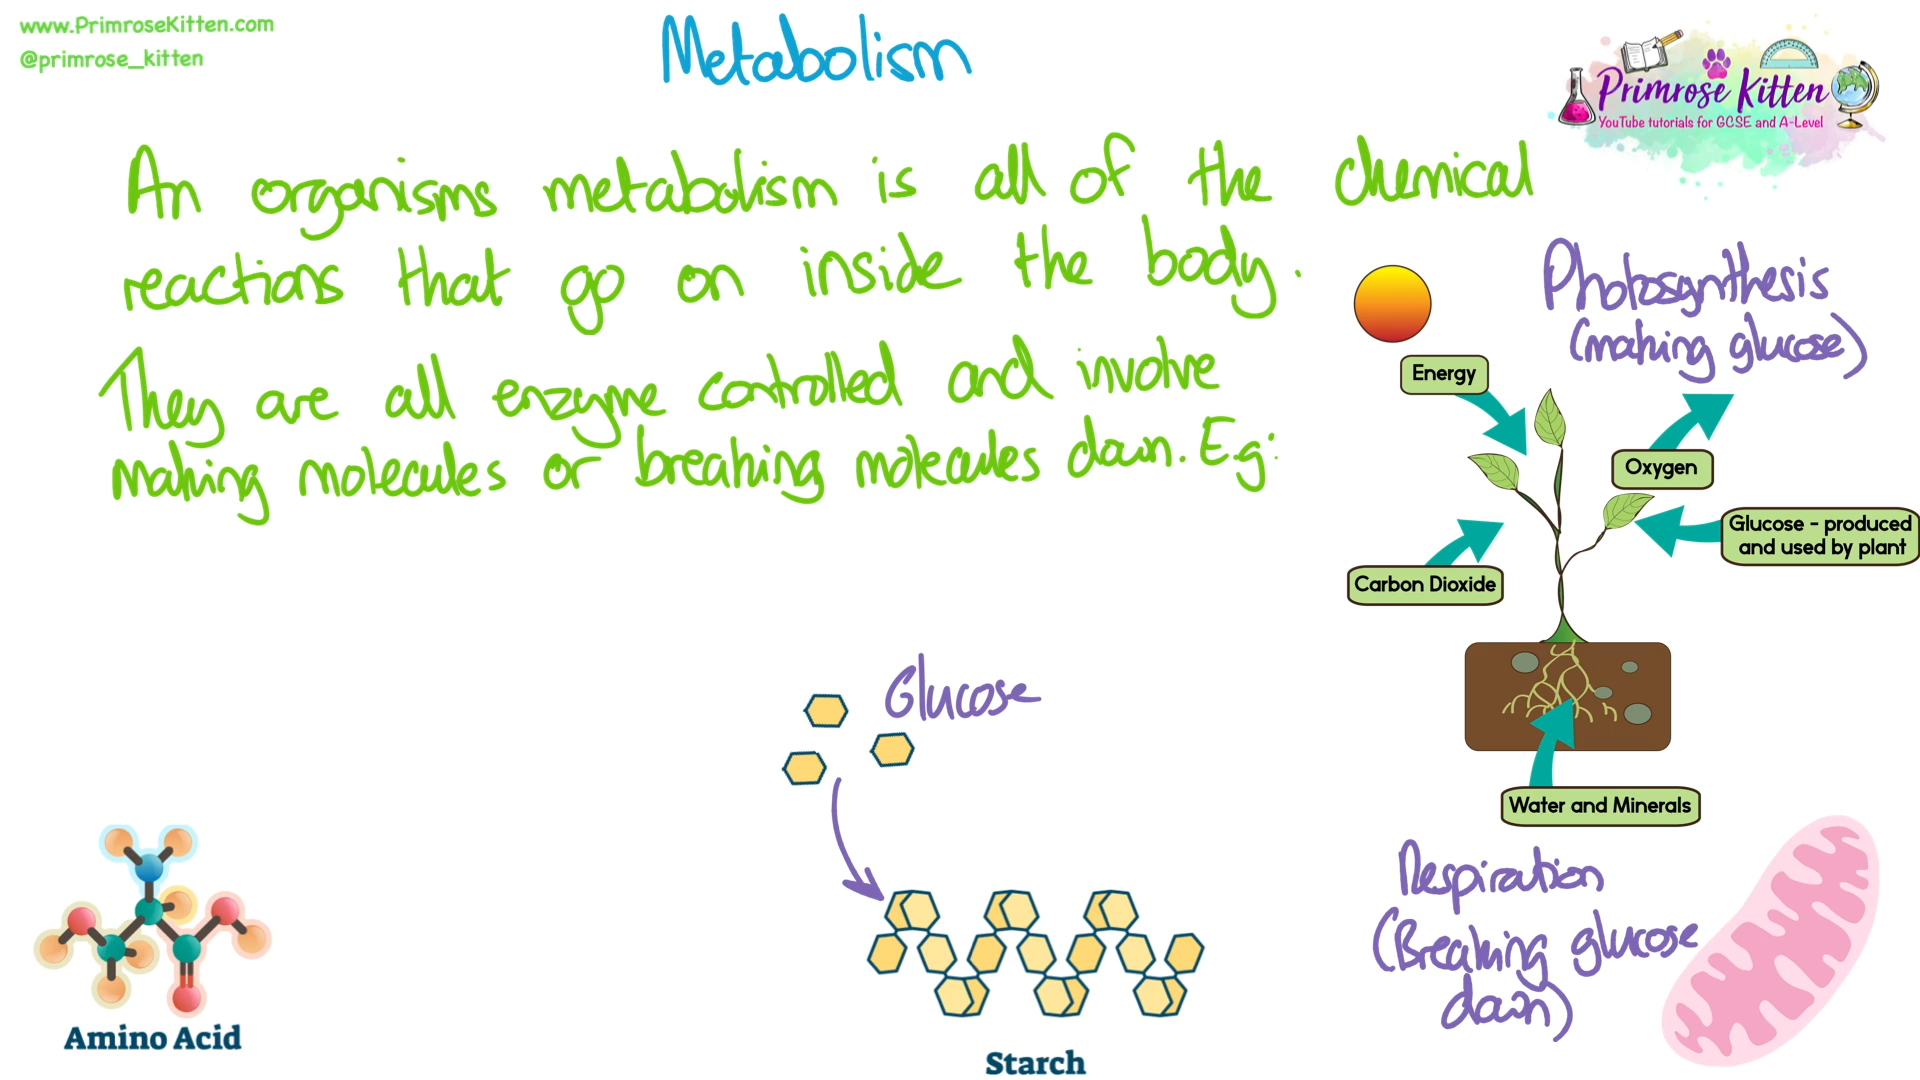 www.PrimroseKitten.com
@primrose_kitten
Metabolism
Primrose Kitten
YouTube tutorials for GCSE and A-Level
An organisms metabolism is all of the chemical
reactions that go on inside the body.
They are all enzyme controlled and involve
making molecules or breaking molecules down. E.g:
Photosynthesis
(making glucose)
Energy
Oxygen
Glucose - produced
and used by plant
Carbon Dioxide
Water and Minerals
Glucose
Starch
Amino Acid
Respiration
(Breaking glucose
down)